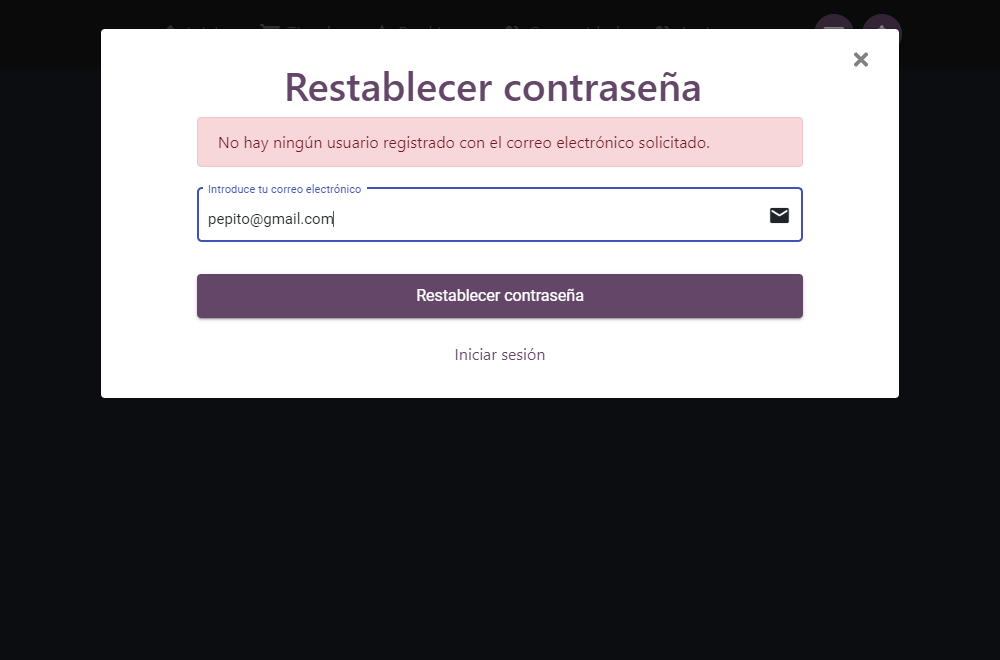 Restablecer contraseña
No hay ningún usuario registrado con el correo electrónico solicitado.
Introduce tu correo electrónico
pepito@gmail.com
Restablecer contraseña
Iniciar sesión